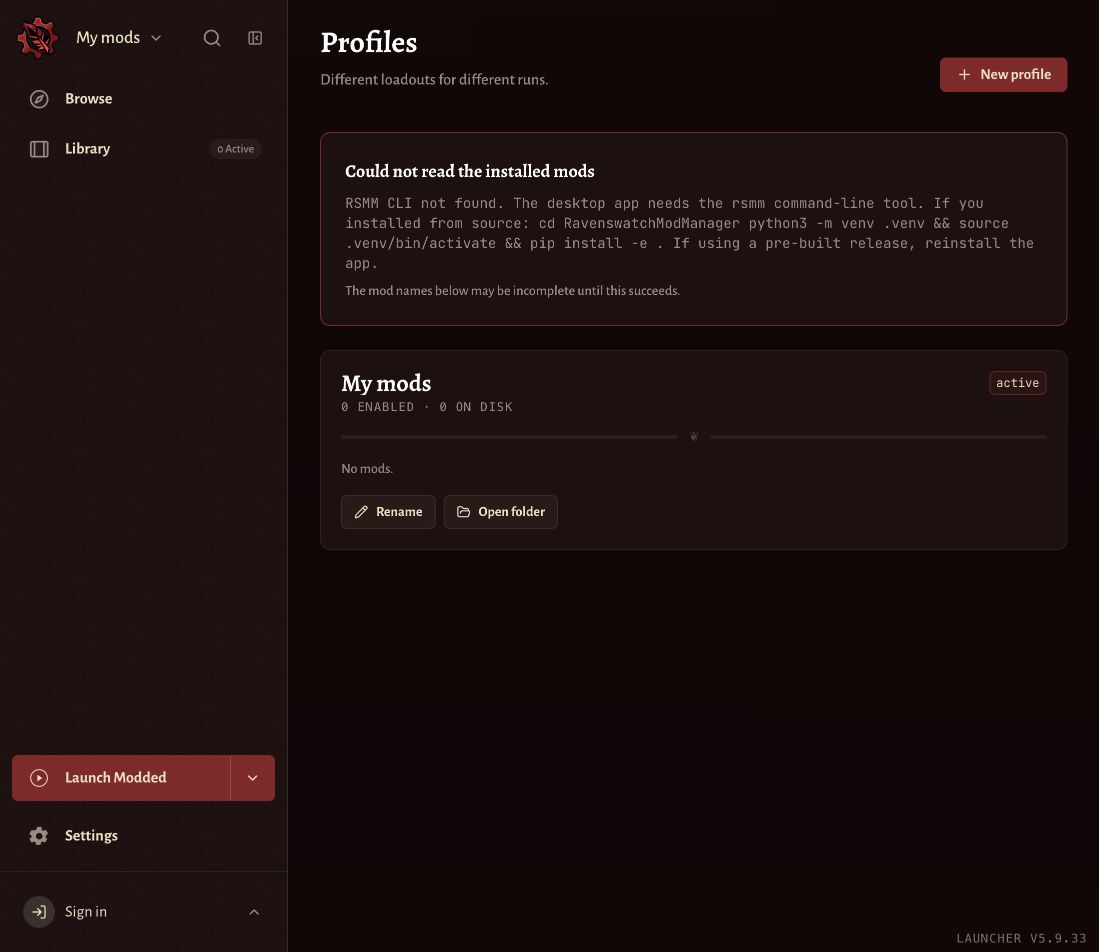 My mods
Browse
Library
0 Active
Profiles
Different loadouts for different runs.
New profile
Could not read the installed mods
RSMM CLI not found. The desktop app needs the rsmm command-line tool. If you
installed from source: cd RavenswatchModManager python3 -m venv .venv && source
.venv/bin/activate && pip install -e . If using a pre-built release, reinstall the
app.
The mod names below may be incomplete until this succeeds.
My mods
active
0 ENABLED · 0 ON DISK
No mods.
Rename
Open folder
Launch Modded
Settings
Sign in
LAUNCHER V5.9.33